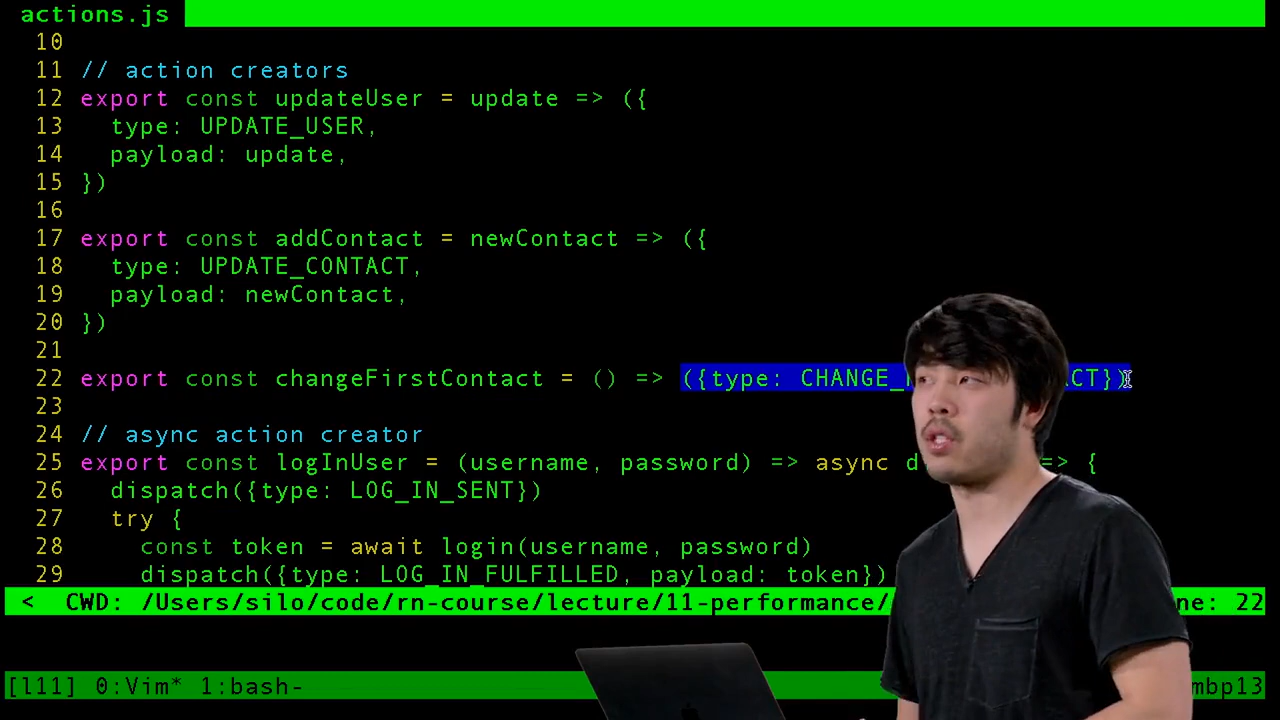 actions.js
10
11 // action creators
12 export const updateUser = update => ({
13   type: UPDATE_USER,
14   payload: update,
15 })
16
17 export const addContact = newContact => ({
18   type: UPDATE_CONTACT,
19   payload: newContact,
20 })
21
22 export const changeFirstContact = () => ({type: CHANGE_
23
24 // async action creator
25 export const logInUser = (username, password) => async => {
26   dispatch({type: LOG_IN_SENT})
27   try {
28     const token = await login(username, password)
29     dispatch({type: LOG_IN_FULFILLED, payload: token})
< CWD: /Users/silo/code/rn-course/lecture/11-performance/ 22
[l11] 0:Vim* 1:bash- mbp13